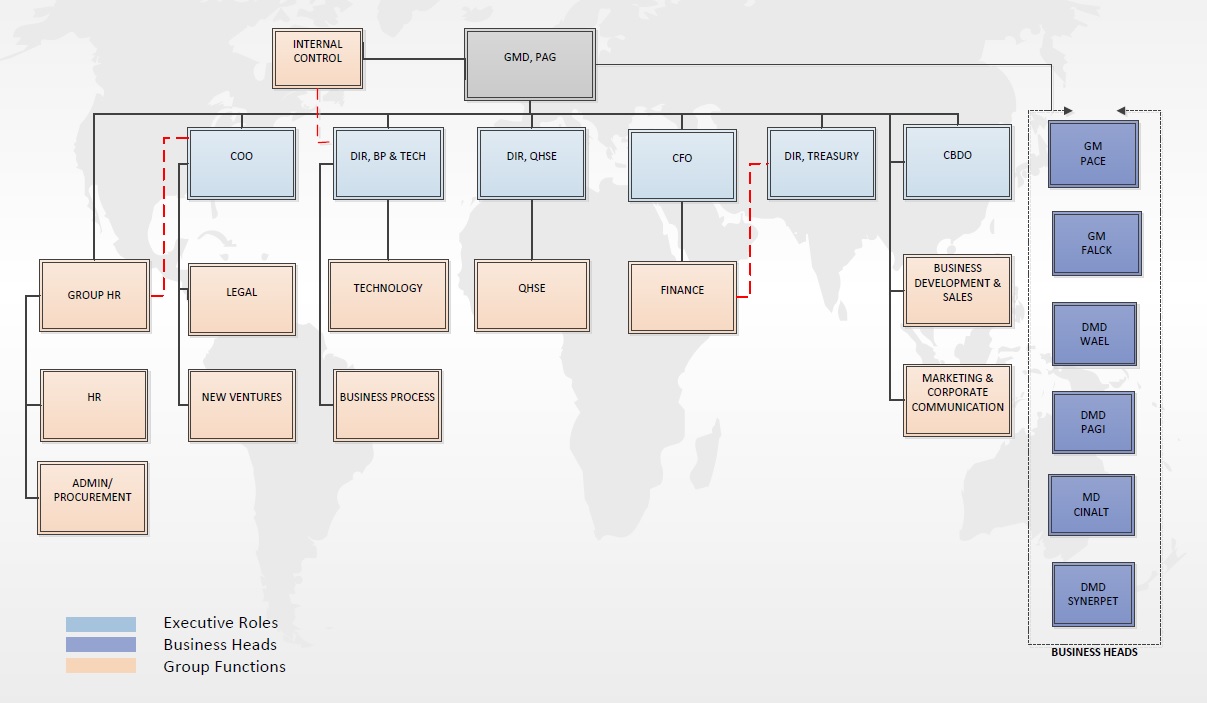 INTERNAL
CONTROL
GMD, PAG
COO
DIR, BP & TECH
DIR, QHSE
CFO
DIR, TREASURY
CBDO
GM
PACE
GM
FALCK
GROUP HR
LEGAL
TECHNOLOGY
QHSE
FINANCE
BUSINESS
DEVELOPMENT &
SALES
DMD
WAEL
HR
NEW VENTURES
BUSINESS PROCESS
MARKETING &
CORPORATE
COMMUNICATION
DMD
PAGI
ADMIN/
PROCUREMENT
MD
CINALT
DMD
SYNERPET
BUSINESS HEADS
Executive Roles
Business Heads
Group Functions